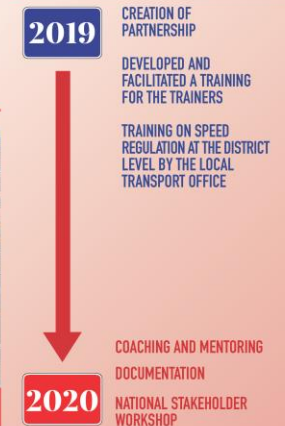 2019
CREATION OF
PARTNERSHIP
DEVELOPED AND
FACILITATED A TRAINING
FOR THE TRAINERS
TRAINING ON SPEED
REGULATION AT THE DISTRICT
LEVEL BY THE LOCAL
TRANSPORT OFFICE
COACHING AND MENTORING
DOCUMENTATION
2020
NATIONAL STAKEHOLDER
WORKSHOP